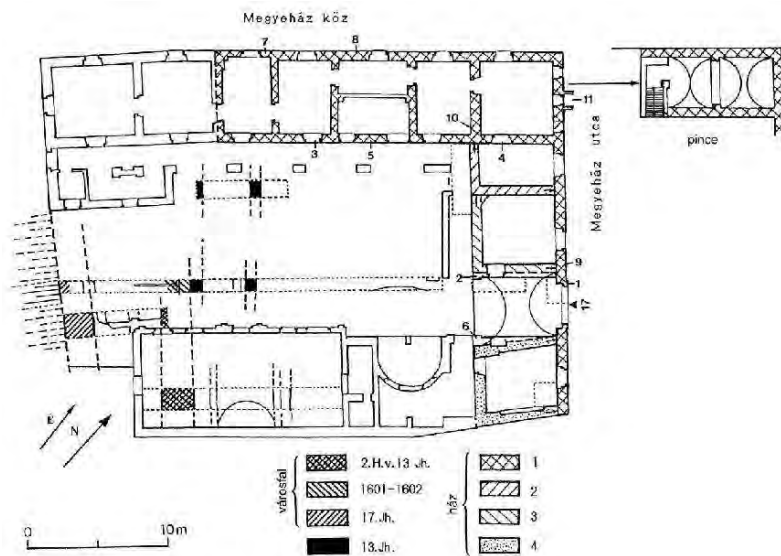 Megyeház köz
7
8
11
10
3
5
4
Megyeház utca
pince
9
2
1
17
6
É
N
városfal
2.H.v.13 Jh.
1601-1602
17.Jh.
13.Jh.
ház
1
2
3
4
0
10m